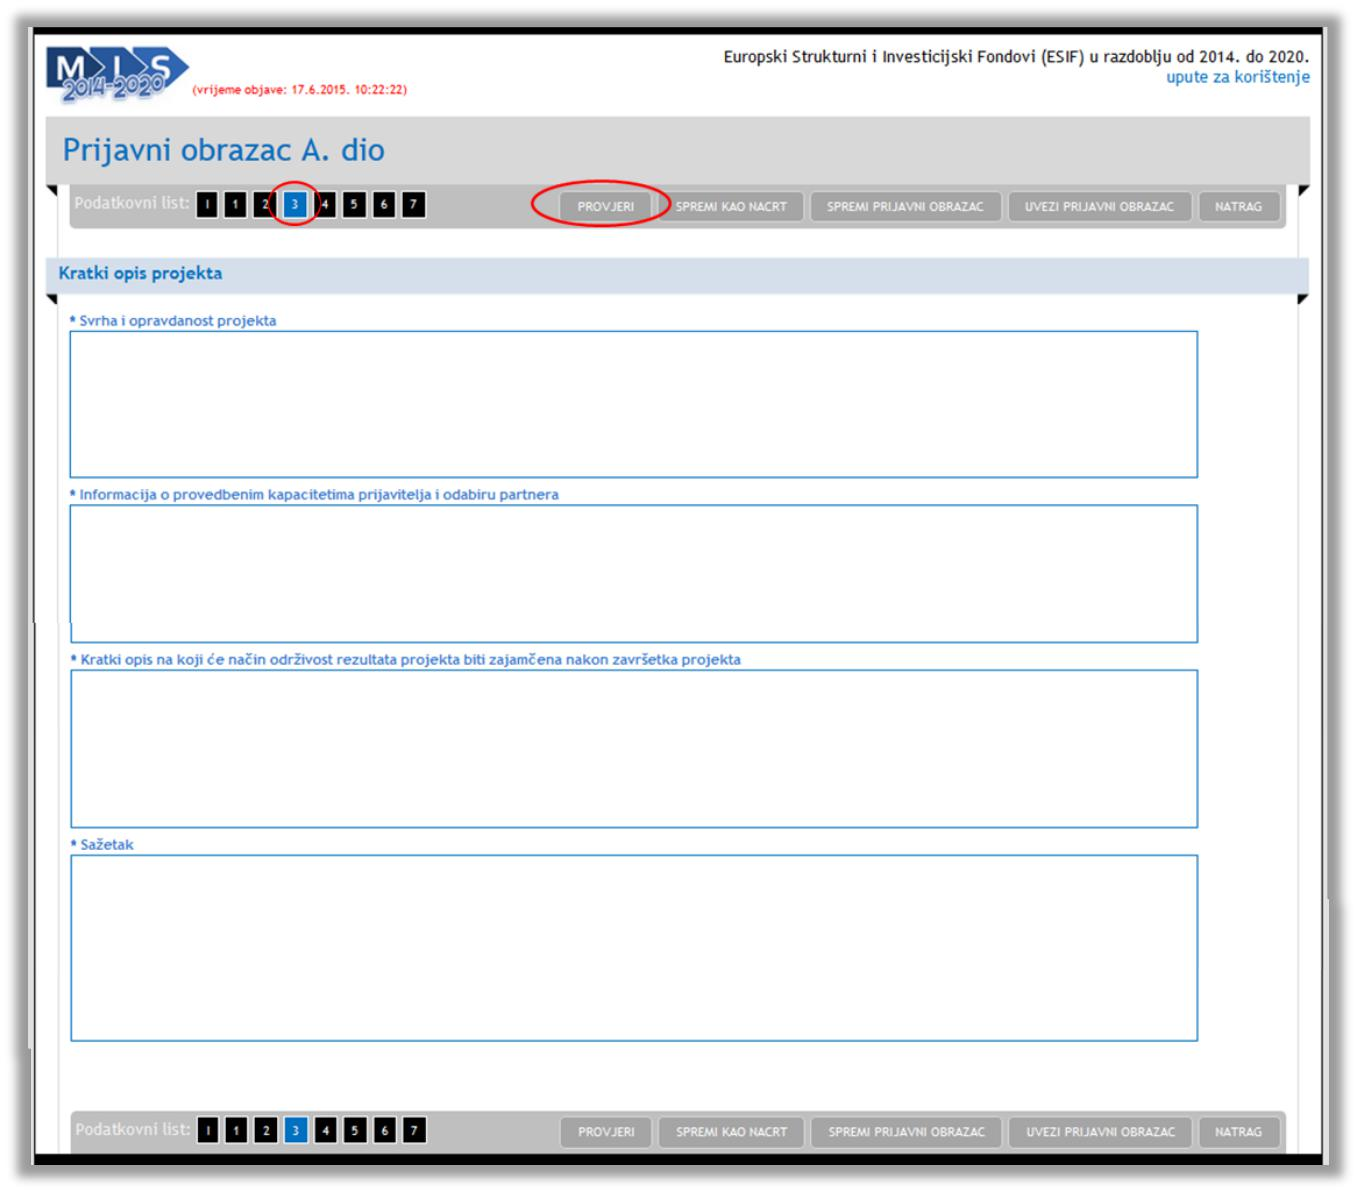 MIS
2014-2020
(vrijeme objave: 17.6.2015. 10:22:22)
Europski Strukturni i Investicijski Fondovi (ESIF) u razdoblju od 2014. do 2020.
upute za korištenje
Prijavni obrazac A. dio
Podatkovni list: I 1 2 3 4 5 6 7 PROVJERI SPREMI KAO NACRT SPREMI PRIJAVNI OBRAZAC UVEZI PRIJAVNI OBRAZAC NATRAG
Kratki opis projekta
* Svrha i opravdanost projekta
* Informacija o provedbenim kapacitetima prijavitelja i odabiru partnera
* Kratki opis na koji će način održivost rezultata projekta biti zajamčena nakon završetka projekta
* Sažetak
Podatkovni list: I 1 2 3 4 5 6 7 PROVJERI SPREMI KAO NACRT SPREMI PRIJAVNI OBRAZAC UVEZI PRIJAVNI OBRAZAC NATRAG